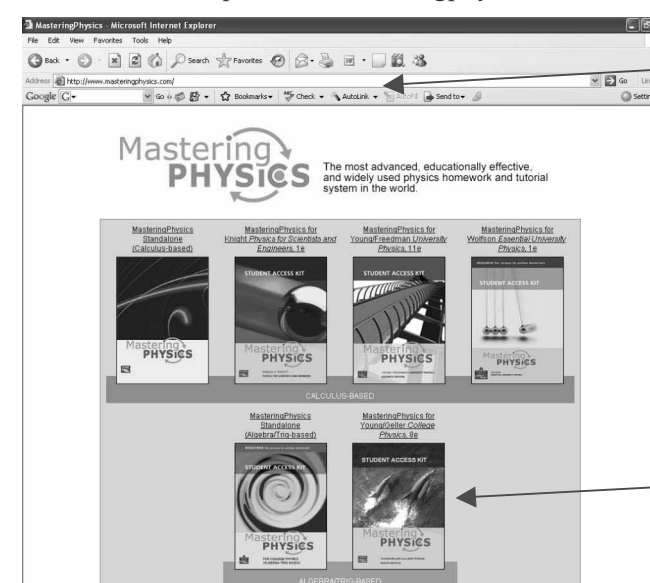 MasteringPhysics - Microsoft Internet Explorer
File Edit View Favorites Tools Help
Back Search Favorites
Address http://www.masteringphysics.com/ Go
Google G Go Bookmarks Check AutoLink AutoFill Send to
Mastering
PHYSICS
The most advanced, educationally effective,
and widely used physics homework and tutorial
system in the world.
MasteringPhysics
Standalone
(Calculus-based)
MasteringPhysics for
Knight Physics for Scientists and
Engineers, 1e
MasteringPhysics for
Young/Freedman University
Physics, 11e
MasteringPhysics for
Wolfson Essential University
Physics, 1e
STUDENT ACCESS KIT
STUDENT ACCESS KIT
STUDENT ACCESS KIT
Mastering
PHYSICS
Mastering
PHYSICS
Mastering
PHYSICS
Mastering
PHYSICS
CALCULUS-BASED
MasteringPhysics
Standalone
(Algebra/Trig-based)
MasteringPhysics for
Young/Geller College
Physics, 8e
STUDENT ACCESS KIT
STUDENT ACCESS KIT
Mastering
PHYSICS
Mastering
PHYSICS
ALGEBRA/TRIG-BASED